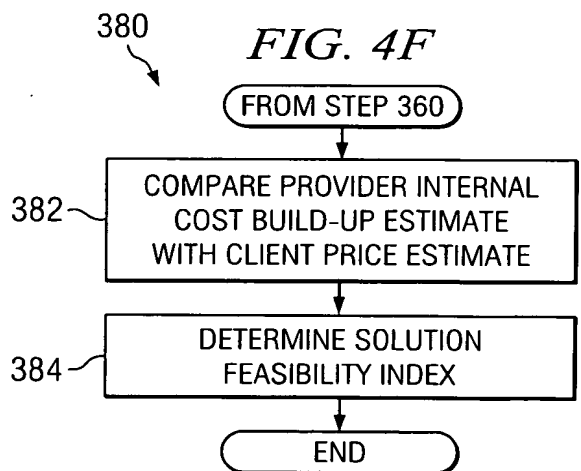 380
FIG. 4F
FROM STEP 360
382
COMPARE PROVIDER INTERNAL
COST BUILD-UP ESTIMATE
WITH CLIENT PRICE ESTIMATE
384
DETERMINE SOLUTION
FEASIBILITY INDEX
END